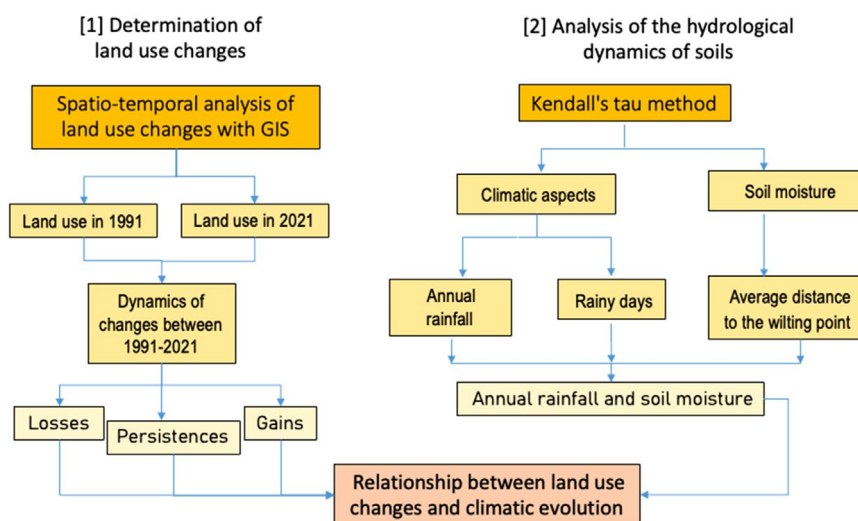 [1] Determination of
land use changes
Spatio-temporal analysis of
land use changes with GIS
Land use in 1991
Land use in 2021
Dynamics of
changes between
1991-2021
Losses
Persistences
Gains
[2] Analysis of the hydrological
dynamics of soils
Kendall's tau method
Climatic aspects
Soil moisture
Annual
rainfall
Rainy days
Average distance
to the wilting point
Annual rainfall and soil moisture
Relationship between land use
changes and climatic evolution